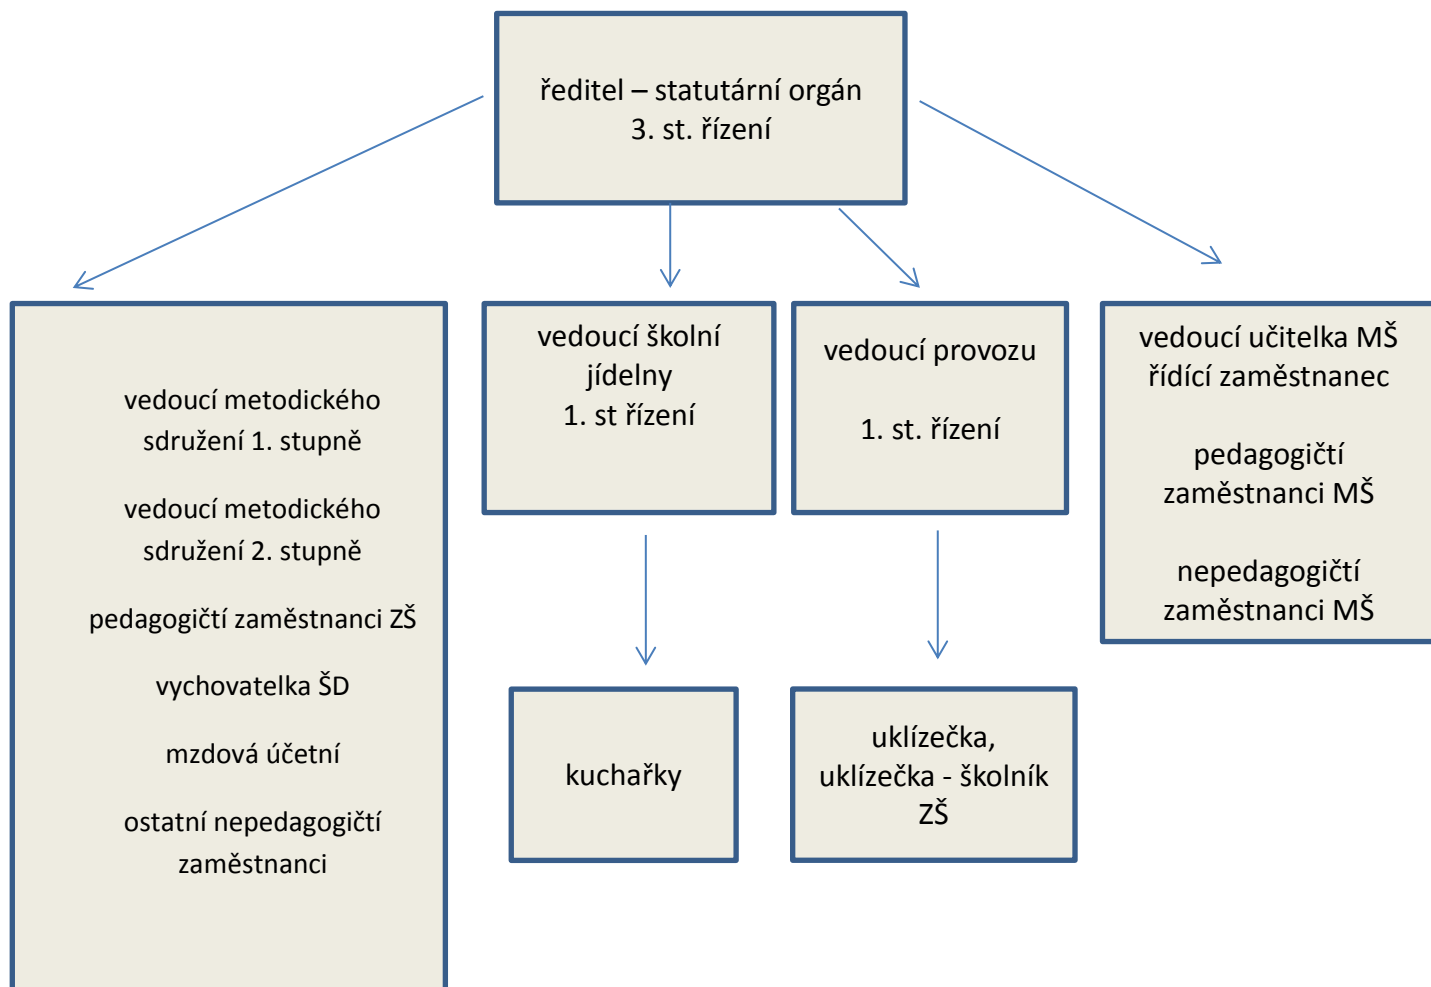 ředitel – statutární orgán
3. st. řízení
vedoucí metodického
sdružení 1. stupně
vedoucí metodického
sdružení 2. stupně
pedagogičtí zaměstnanci ZŠ
vychovatelka ŠD
mzdová účetní
ostatní nepedagogičtí
zaměstnanci
vedoucí školní
jídelny
1. st řízení
vedoucí provozu
1. st. řízení
vedoucí učitelka MŠ
řídící zaměstnanec
pedagogičtí
zaměstnanci MŠ
nepedagogičtí
zaměstnanci MŠ
kuchařky
uklízečka,
uklízečka - školník
ZŠ